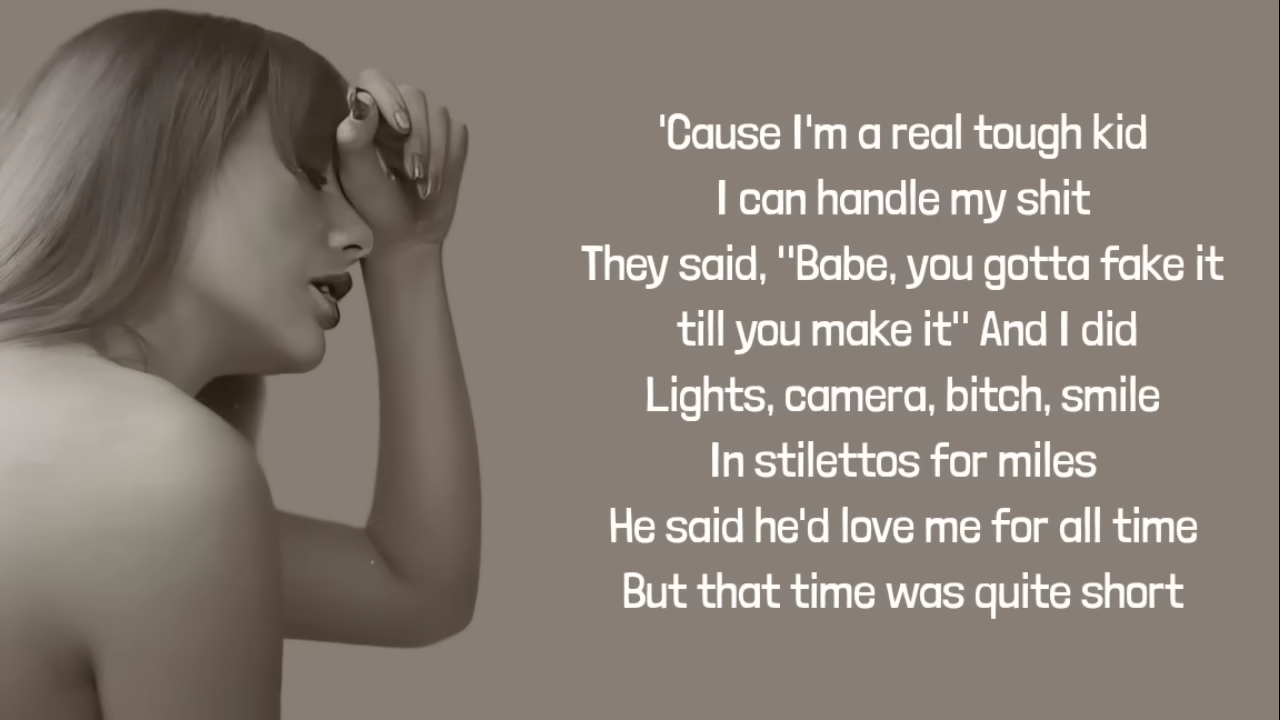 'Cause I'm a real tough kid
I can handle my shit
They said, "Babe, you gotta fake it
till you make it" And I did
Lights, camera, bitch, smile
In stilettos for miles
He said he'd love me for all time
But that time was quite short